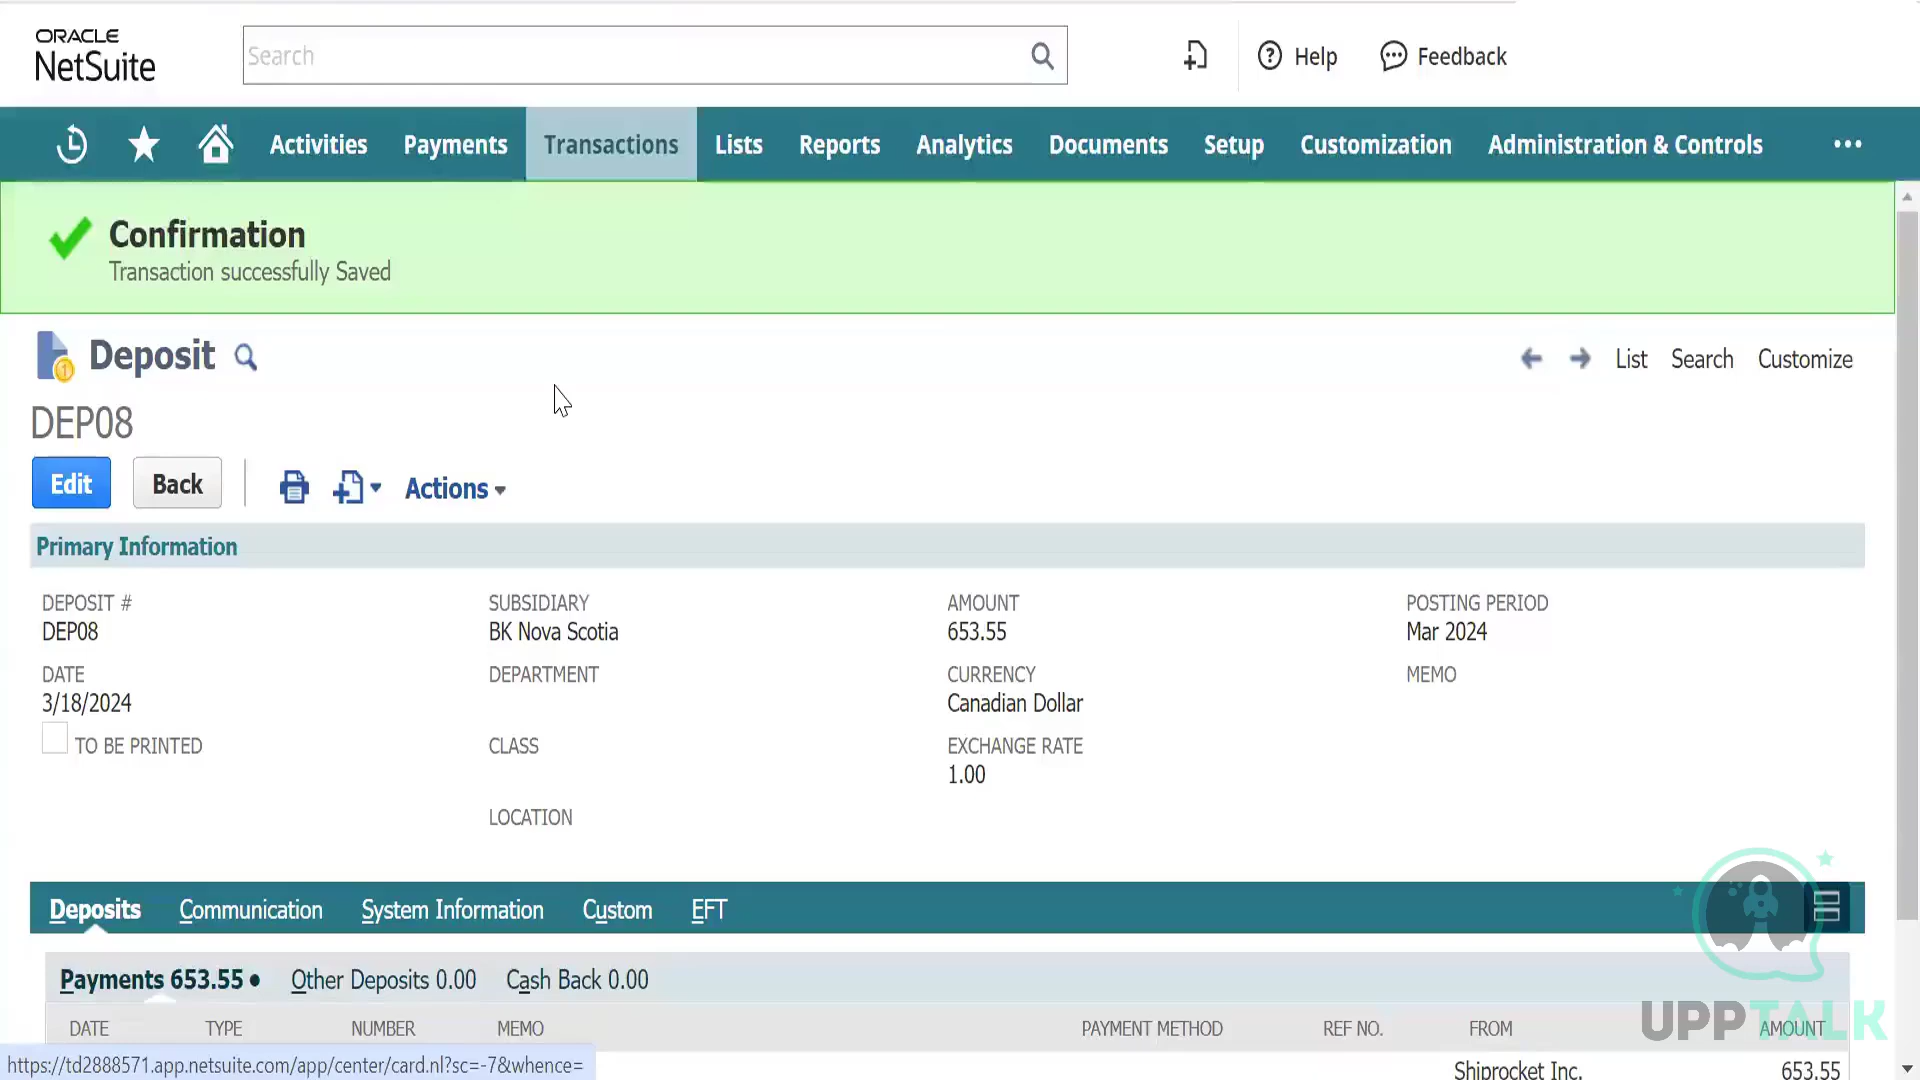 ORACLE
NetSuite
Search
Help
Feedback
Activities Payments Transactions Lists Reports Analytics Documents Setup Customization Administration & Controls
Confirmation
Transaction successfully Saved
Deposit
List Search Customize
DEP08
Edit Back Actions
Primary Information
DEPOSIT # SUBSIDIARY AMOUNT POSTING PERIOD
DEP08 BK Nova Scotia 653.55 Mar 2024
DATE DEPARTMENT CURRENCY MEMO
3/18/2024 Canadian Dollar
TO BE PRINTED CLASS EXCHANGE RATE
1.00
LOCATION
Deposits Communication System Information Custom EFT
Payments 653.55 • Other Deposits 0.00 Cash Back 0.00
DATE TYPE NUMBER MEMO PAYMENT METHOD REF NO. FROM AMOUNT
UPPTALK
Shiprocket Inc. 653.55
https://td2888571.app.netsuite.com/app/center/card.nl?sc=-7&whence=